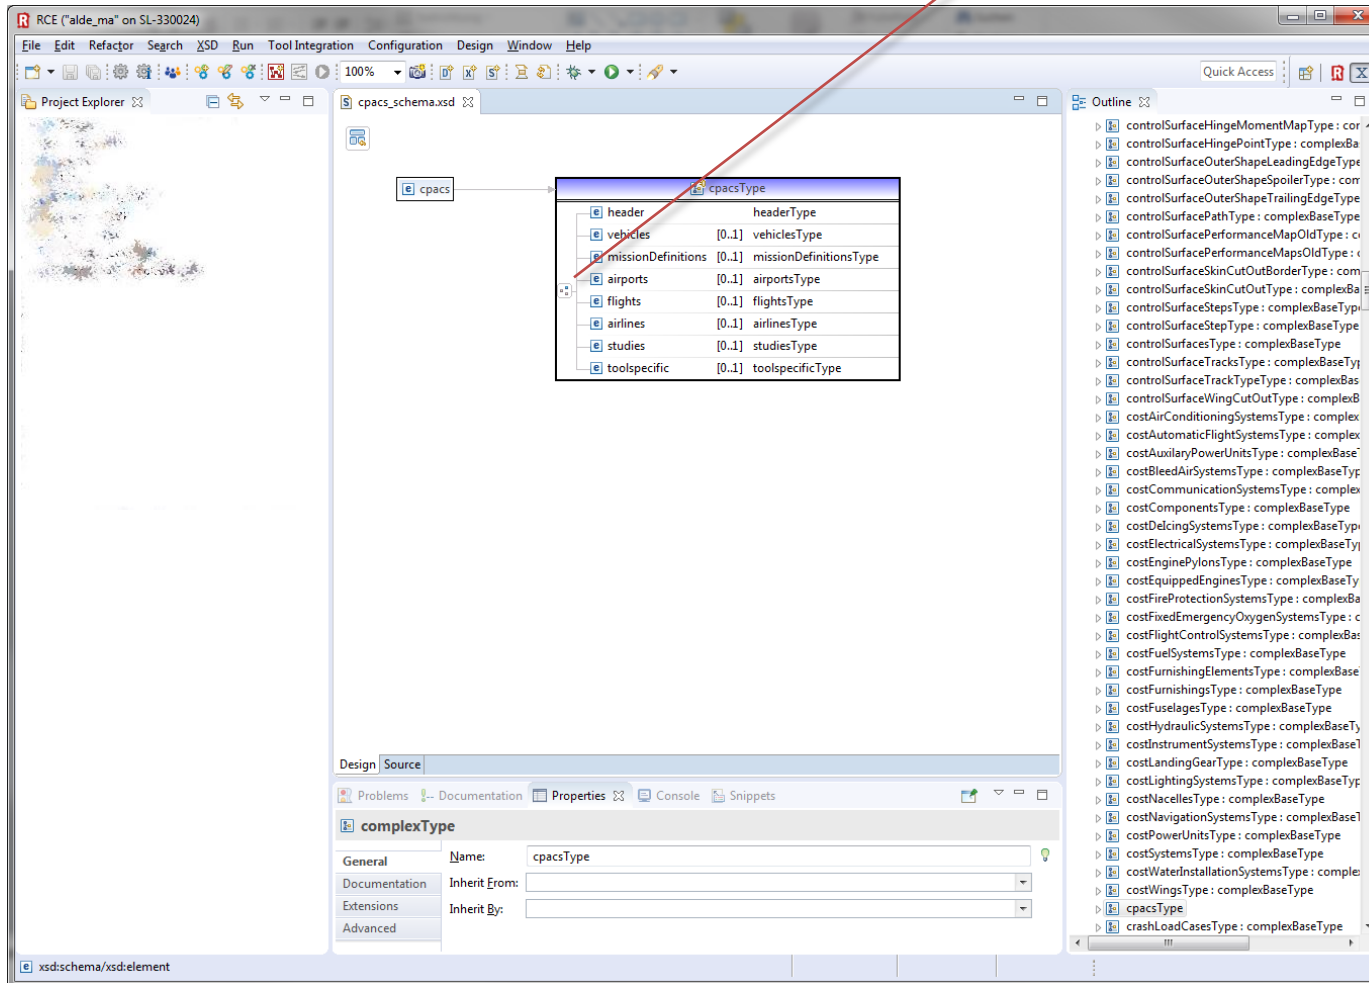 RCE ("alde_ma" on SL-330024)
File Edit Refactor Search XSD Run Tool Integration Configuration Design Window Help
100% Quick Access
Project Explorer
cpacs_schema.xsd
Outline
cpacs
cpacsType
header headerType
vehicles [0..1] vehiclesType
missionDefinitions [0..1] missionDefinitionsType
airports [0..1] airportsType
flights [0..1] flightsType
airlines [0..1] airlinesType
studies [0..1] studiesType
toolspecific [0..1] toolspecificType
controlSurfaceHingeMomentMapType : cor
controlSurfaceHingePointType : complexBa
controlSurfaceOuterShapeLeadingEdgeType
controlSurfaceOuterShapeSpoilerType : com
controlSurfaceOuterShapeTrailingEdgeType
controlSurfacePathType : complexBaseType
controlSurfacePerformanceMapOldType : c
controlSurfacePerformanceMapsOldType :
controlSurfaceSkinCutOutBorderType : com
controlSurfaceSkinCutOutType : complexBa
controlSurfaceStepsType : complexBaseType
controlSurfaceStepType : complexBaseType
controlSurfacesType : complexBaseType
controlSurfaceTracksType : complexBaseTyp
controlSurfaceTrackTypeType : complexBas
controlSurfaceWingCutOutType : complexB
costAirConditioningSystemsType : complex
costAutomaticFlightSystemsType : complex
costAuxilaryPowerUnitsType : complexBase
costBleedAirSystemsType : complexBaseTyp
costCommunicationSystemsType : complex
costComponentsType : complexBaseType
costDeIcingSystemsType : complexBaseType
costElectricalSystemsType : complexBaseTyp
costEnginePylonsType : complexBaseType
costEquippedEnginesType : complexBaseTy
costFireProtectionSystemsType : complexBa
costFixedEmergencyOxygenSystemsType : c
costFlightControlSystemsType : complexBas
costFuelSystemsType : complexBaseType
costFurnishingElementsType : complexBase
costFurnishingsType : complexBaseType
costFuselagesType : complexBaseType
costHydraulicSystemsType : complexBaseTy
costInstrumentSystemsType : complexBaseT
costLandingGearType : complexBaseType
costLightingSystemsType : complexBaseTyp
costNacellesType : complexBaseType
costNavigationSystemsType : complexBaseT
costPowerUnitsType : complexBaseType
costSystemsType : complexBaseType
costWaterInstallationSystemsType : comple
costWingsType : complexBaseType
cpacsType
crashLoadCasesType : complexBaseType
Design Source
Problems Documentation Properties Console Snippets
complexType
General
Documentation
Extensions
Advanced
Name: cpacsType
Inherit From:
Inherit By:
xsd:schema/xsd:element